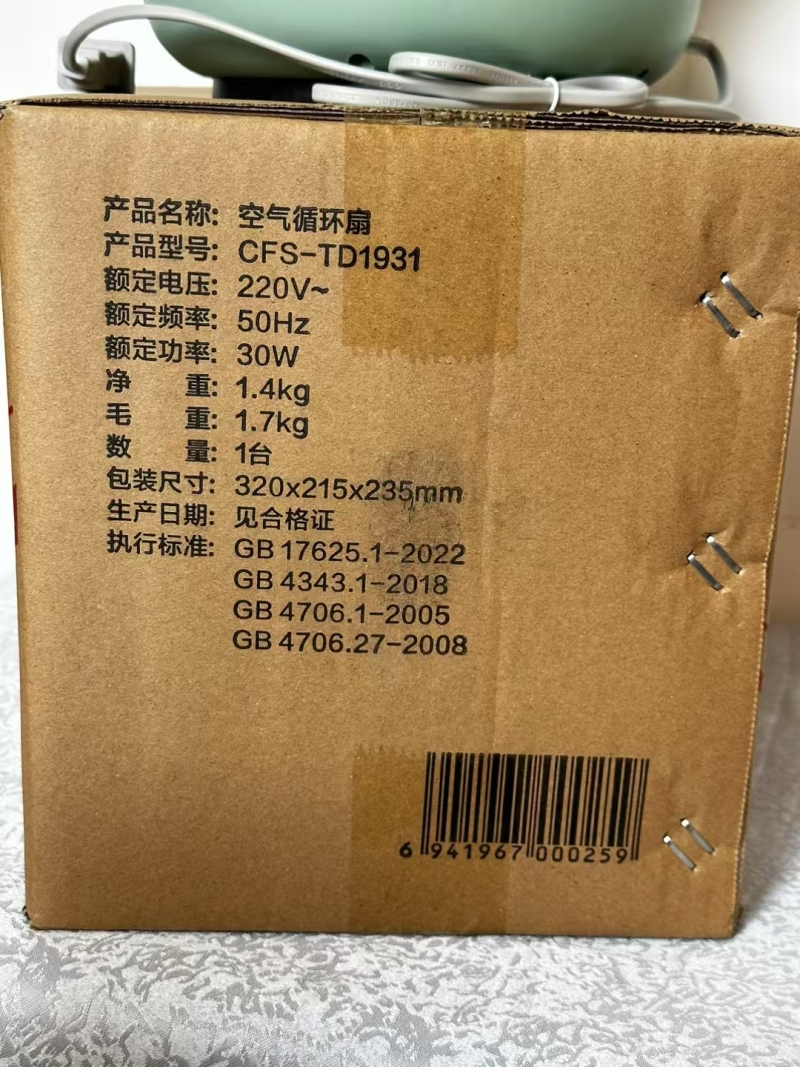 产品名称: 空气循环扇
产品型号: CFS-TD1931
额定电压: 220V~
额定频率: 50Hz
额定功率: 30W
净 重: 1.4kg
毛 重: 1.7kg
数 量: 1台
包装尺寸: 320x215x235mm
生产日期: 见合格证
执行标准: GB 17625.1-2022
GB 4343.1-2018
GB 4706.1-2005
GB 4706.27-2008
6 941967 000259